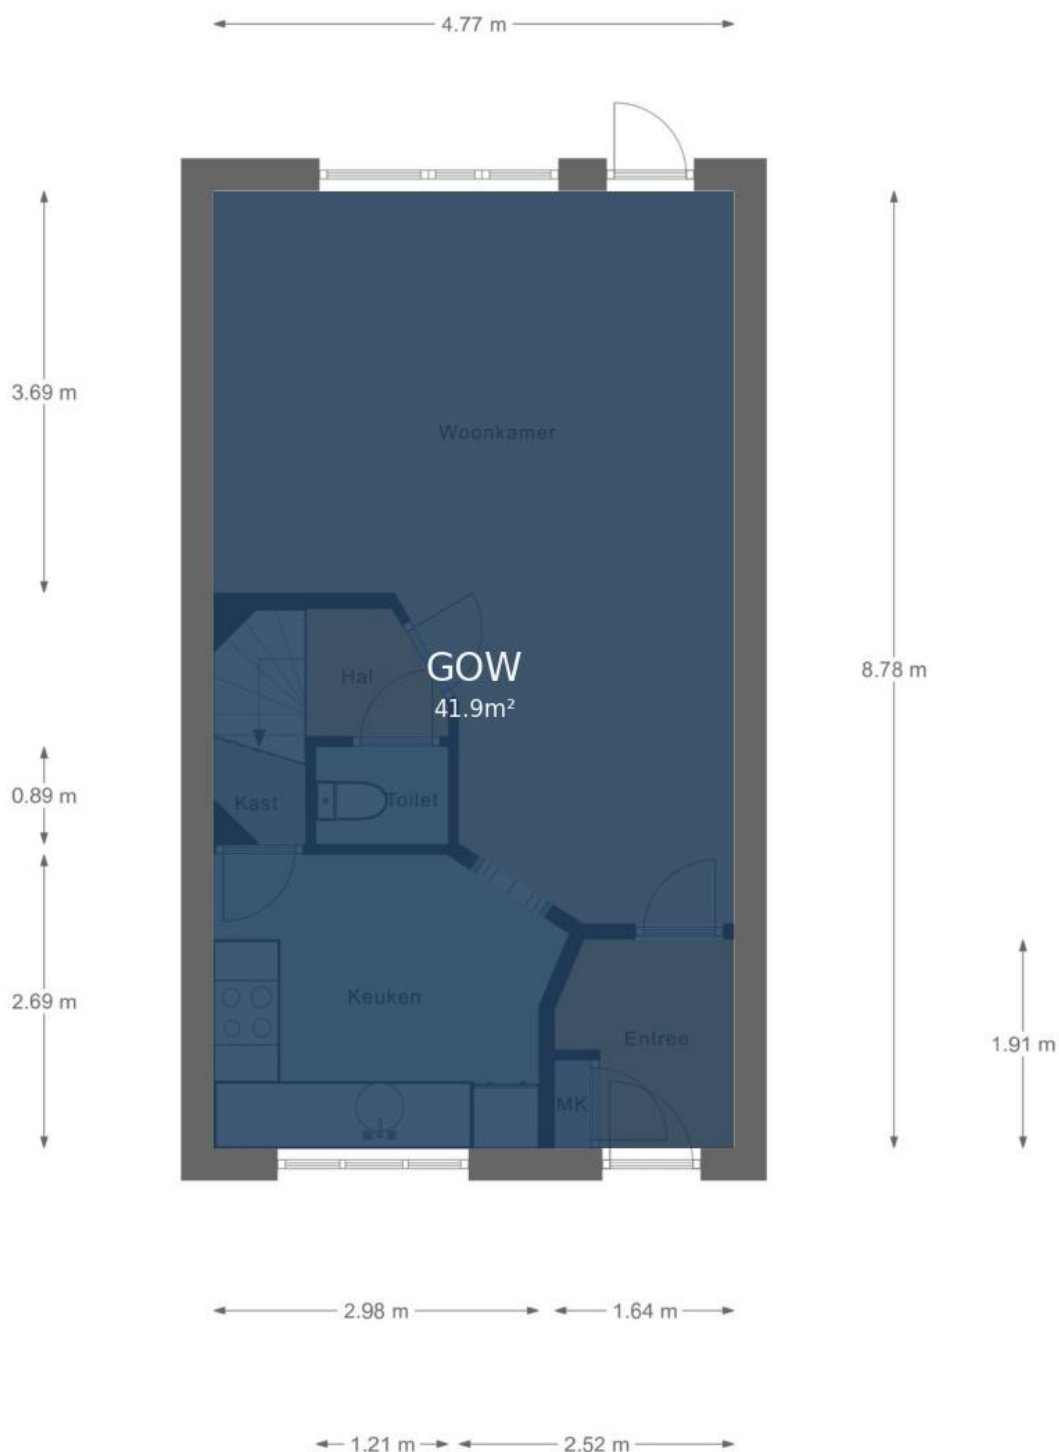 4.77 m
3.69 m
Woonkamer
Hal
GOW
41.9m²
8.78 m
0.89 m
Kast
Toilet
2.69 m
Keuken
Entree
1.91 m
MK
2.98 m
1.64 m
1.21 m
2.52 m